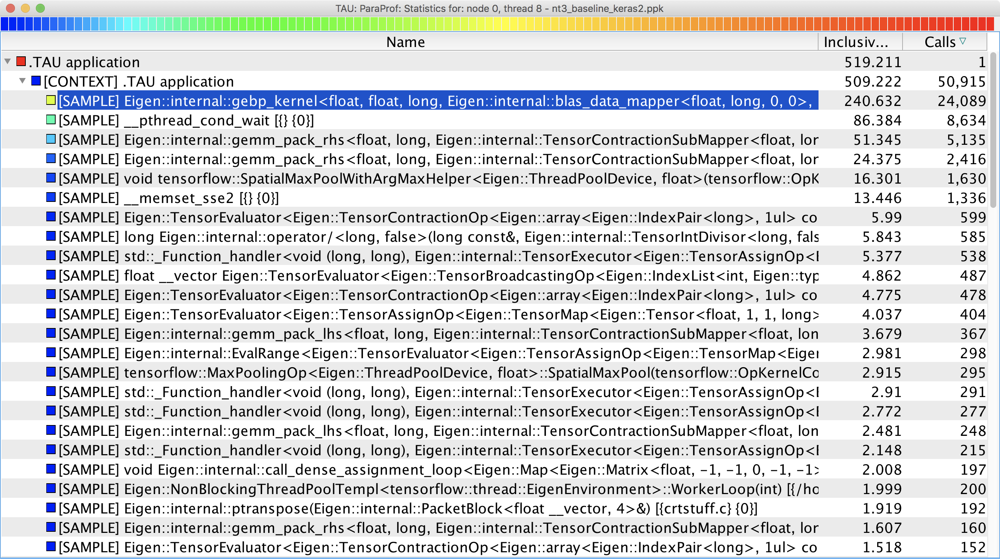 TAU: ParaProf: Statistics for: node 0, thread 8 - nt3_baseline_keras2.ppk
Name Inclusiv... Calls
.TAU application 519.211 1
[CONTEXT] .TAU application 509.222 50,915
[SAMPLE] Eigen::internal::gebp_kernel<float, float, long, Eigen::internal::blas_data_mapper<float, long, 0, 0>, 240.632 24,089
[SAMPLE] __pthread_cond_wait [{} {0}] 86.384 8,634
[SAMPLE] Eigen::internal::gemm_pack_rhs<float, long, Eigen::internal::TensorContractionSubMapper<float, lor 51.345 5,135
[SAMPLE] Eigen::internal::gemm_pack_rhs<float, long, Eigen::internal::TensorContractionSubMapper<float, lor 24.375 2,416
[SAMPLE] void tensorflow::SpatialMaxPoolWithArgMaxHelper<Eigen::ThreadPoolDevice, float>(tensorflow::OpK 16.301 1,630
[SAMPLE] __memset_sse2 [{} {0}] 13.446 1,336
[SAMPLE] Eigen::TensorEvaluator<Eigen::TensorContractionOp<Eigen::array<Eigen::IndexPair<long>, 1ul> co 5.99 599
[SAMPLE] long Eigen::internal::operator/<long, false>(long const&, Eigen::internal::TensorIntDivisor<long, fals 5.843 585
[SAMPLE] std::_Function_handler<void (long, long), Eigen::internal::TensorExecutor<Eigen::TensorAssignOp<E 5.377 538
[SAMPLE] float __vector Eigen::TensorEvaluator<Eigen::TensorBroadcastingOp<Eigen::IndexList<int, Eigen::typ 4.862 487
[SAMPLE] Eigen::TensorEvaluator<Eigen::TensorContractionOp<Eigen::array<Eigen::IndexPair<long>, 1ul> co 4.775 478
[SAMPLE] Eigen::TensorEvaluator<Eigen::TensorAssignOp<Eigen::TensorMap<Eigen::Tensor<float, 1, 1, long> 4.037 404
[SAMPLE] Eigen::internal::gemm_pack_lhs<float, long, Eigen::internal::TensorContractionSubMapper<float, lon 3.679 367
[SAMPLE] Eigen::internal::EvalRange<Eigen::TensorEvaluator<Eigen::TensorAssignOp<Eigen::TensorMap<Eiger 2.981 298
[SAMPLE] tensorflow::MaxPoolingOp<Eigen::ThreadPoolDevice, float>::SpatialMaxPool(tensorflow::OpKernelCo 2.915 295
[SAMPLE] std::_Function_handler<void (long, long), Eigen::internal::TensorExecutor<Eigen::TensorAssignOp<E 2.91 291
[SAMPLE] std::_Function_handler<void (long, long), Eigen::internal::TensorExecutor<Eigen::TensorAssignOp<E 2.772 277
[SAMPLE] Eigen::internal::gemm_pack_lhs<float, long, Eigen::internal::TensorContractionSubMapper<float, lon 2.481 248
[SAMPLE] std::_Function_handler<void (long, long), Eigen::internal::TensorExecutor<Eigen::TensorAssignOp<E 2.148 215
[SAMPLE] void Eigen::internal::call_dense_assignment_loop<Eigen::Map<Eigen::Matrix<float, -1, -1, 0, -1, -1> 2.008 197
[SAMPLE] Eigen::NonBlockingThreadPoolTempl<tensorflow::thread::EigenEnvironment>::WorkerLoop(int) [{/ho 1.999 200
[SAMPLE] Eigen::internal::ptranspose(Eigen::internal::PacketBlock<float __vector, 4>&) [{crtstuff.c} {0}] 1.919 192
[SAMPLE] Eigen::internal::gemm_pack_rhs<float, long, Eigen::internal::TensorContractionSubMapper<float, lor 1.607 160
[SAMPLE] Eigen::TensorEvaluator<Eigen::TensorContractionOp<Eigen::array<Eigen::IndexPair<long>, 1ul> co 1.518 152